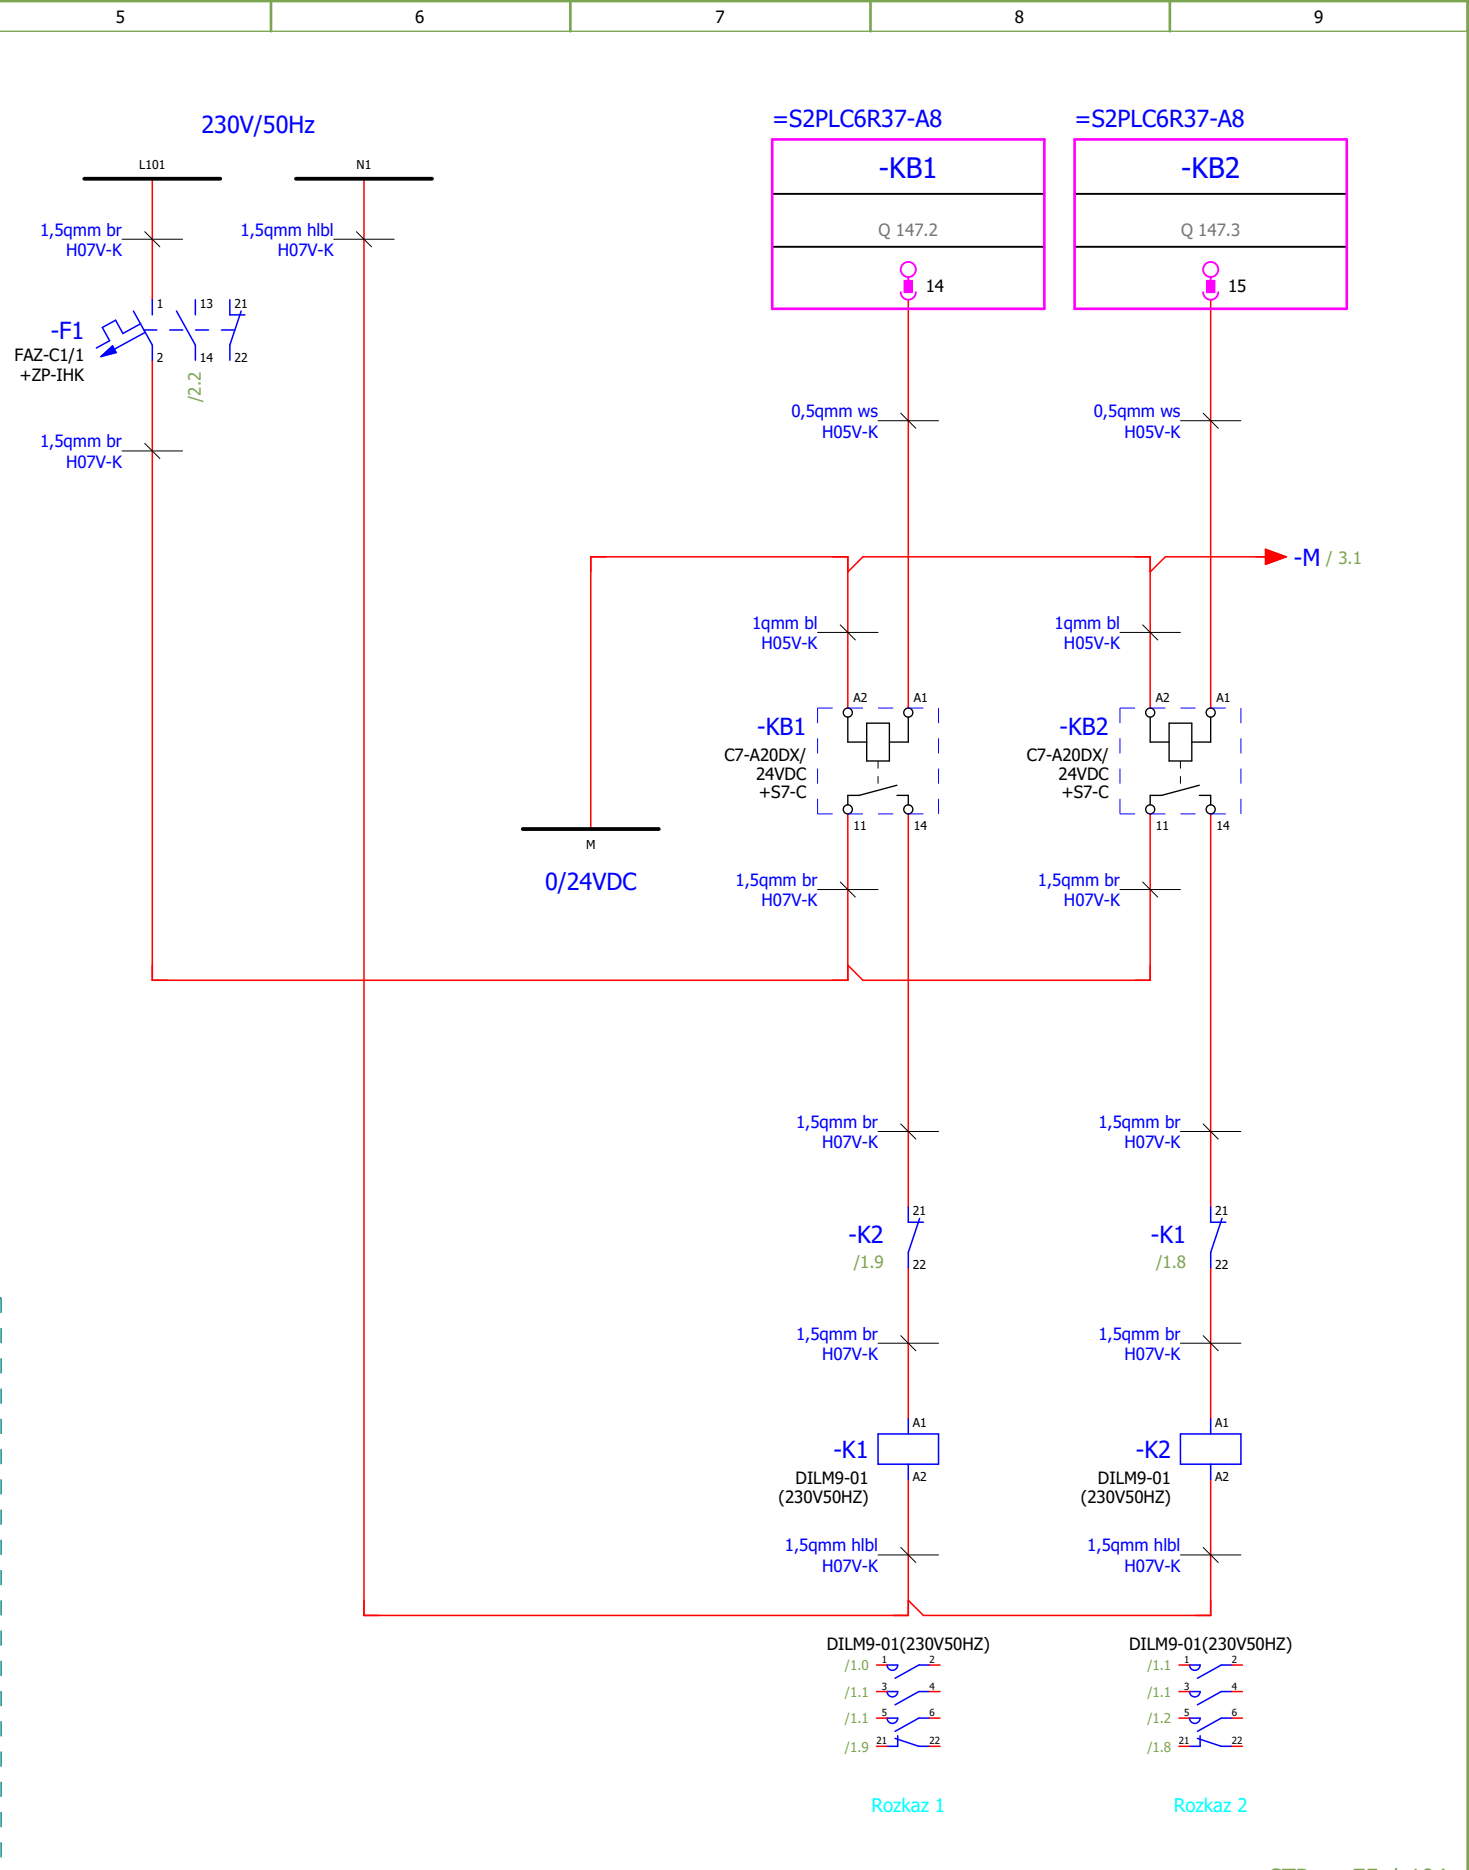 5
6
7
8
9
230V/50Hz
=S2PLC6R37-A8
=S2PLC6R37-A8
L101
N1
-KB1
-KB2
1,5qmm br
H07V-K
1,5qmm hlbl
H07V-K
Q 147.2
Q 147.3
14
15
-F1
FAZ-C1/1
+ZP-IHK
1
2
13
14
21
22
/2.2
0,5qmm ws
H05V-K
0,5qmm ws
H05V-K
1,5qmm br
H07V-K
-M / 3.1
1qmm bl
H05V-K
1qmm bl
H05V-K
A2
A1
A2
A1
-KB1
C7-A20DX/
24VDC
+S7-C
-KB2
C7-A20DX/
24VDC
+S7-C
11
14
11
14
M
0/24VDC
1,5qmm br
H07V-K
1,5qmm br
H07V-K
1,5qmm br
H07V-K
1,5qmm br
H07V-K
21
-K2
/1.9
22
21
-K1
/1.8
22
1,5qmm br
H07V-K
1,5qmm br
H07V-K
A1
-K1
A2
DILM9-01
(230V50HZ)
A1
-K2
A2
DILM9-01
(230V50HZ)
1,5qmm hlbl
H07V-K
1,5qmm hlbl
H07V-K
DILM9-01(230V50HZ)
/1.0 1 2
/1.1 3 4
/1.1 5 6
/1.9 21 22
DILM9-01(230V50HZ)
/1.1 1 2
/1.1 3 4
/1.2 5 6
/1.8 21 22
Rozkaz 1
Rozkaz 2